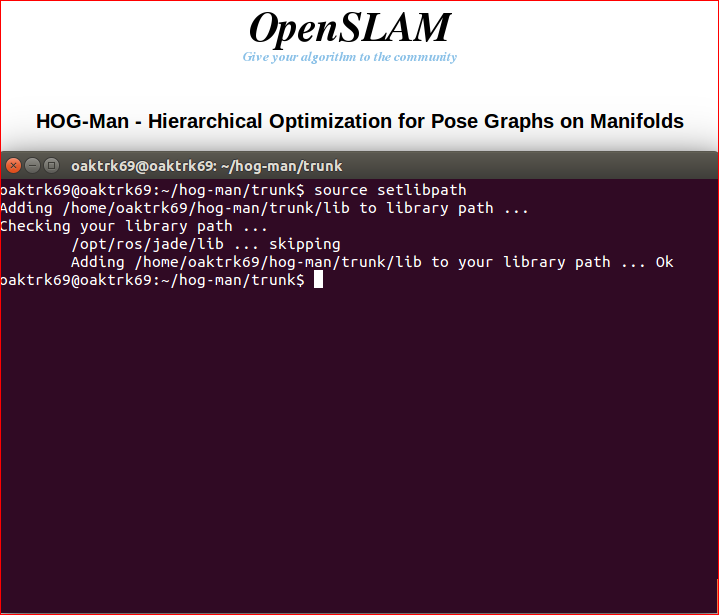 OpenSLAM
Give your algorithm to the community
HOG-Man - Hierarchical Optimization for Pose Graphs on Manifolds
oaktrk69@oaktrk69: ~/hog-man/trunk
oaktrk69@oaktrk69:~/hog-man/trunk$ source setlibpath
Adding /home/oaktrk69/hog-man/trunk/lib to library path ...
Checking your library path ...
/opt/ros/jade/lib ... skipping
Adding /home/oaktrk69/hog-man/trunk/lib to your library path ... Ok
oaktrk69@oaktrk69:~/hog-man/trunk$